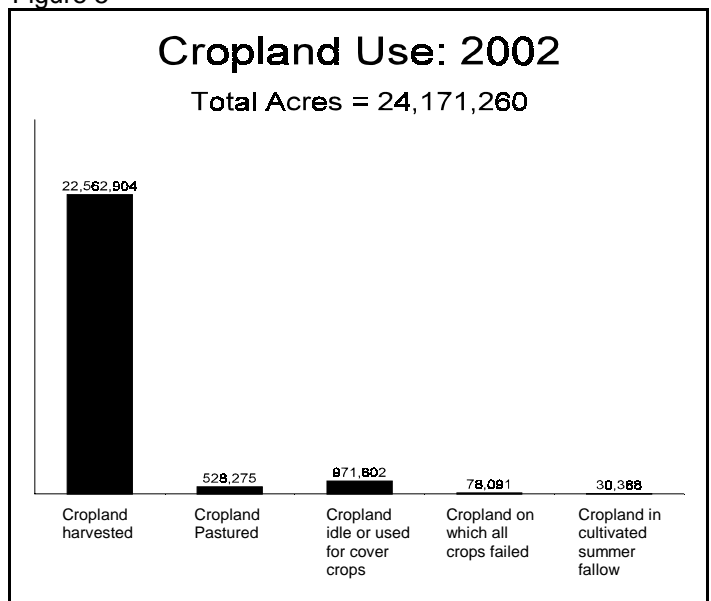 Figure
Cropland Use: 2002
Total Acres = 24,171,260
22,562,904
528,275
971,602
78,091
30,388
Cropland
harvested
Cropland
Pastured
Cropland
idle or used
for cover
crops
Cropland on
which all
crops failed
Cropland in
cultivated
summer
fallow